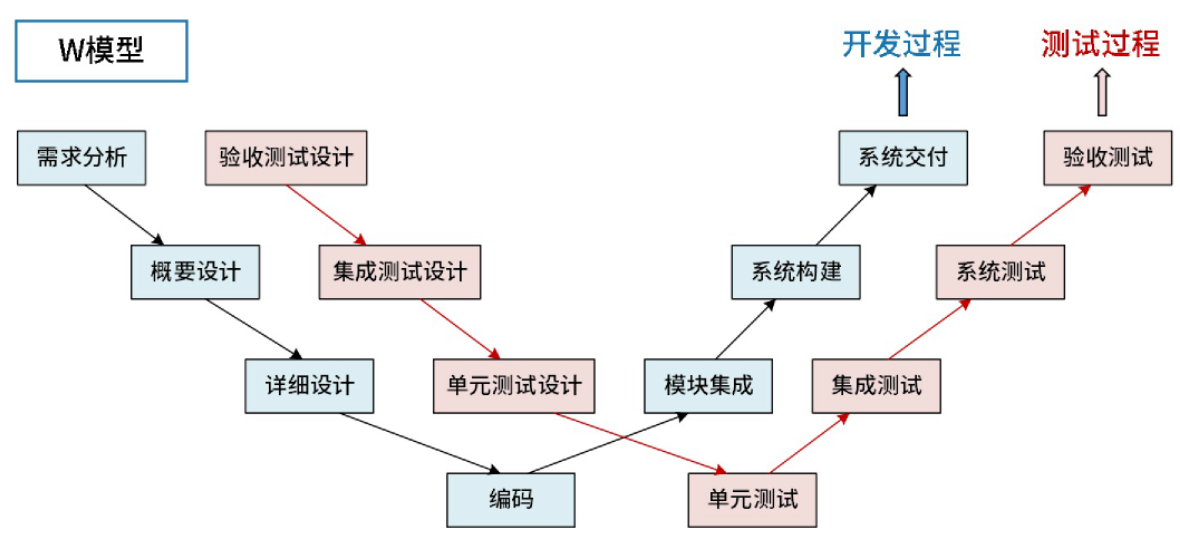 W模型
开发过程
测试过程
需求分析
验收测试设计
系统交付
验收测试
概要设计
集成测试设计
系统构建
系统测试
详细设计
单元测试设计
模块集成
集成测试
编码
单元测试